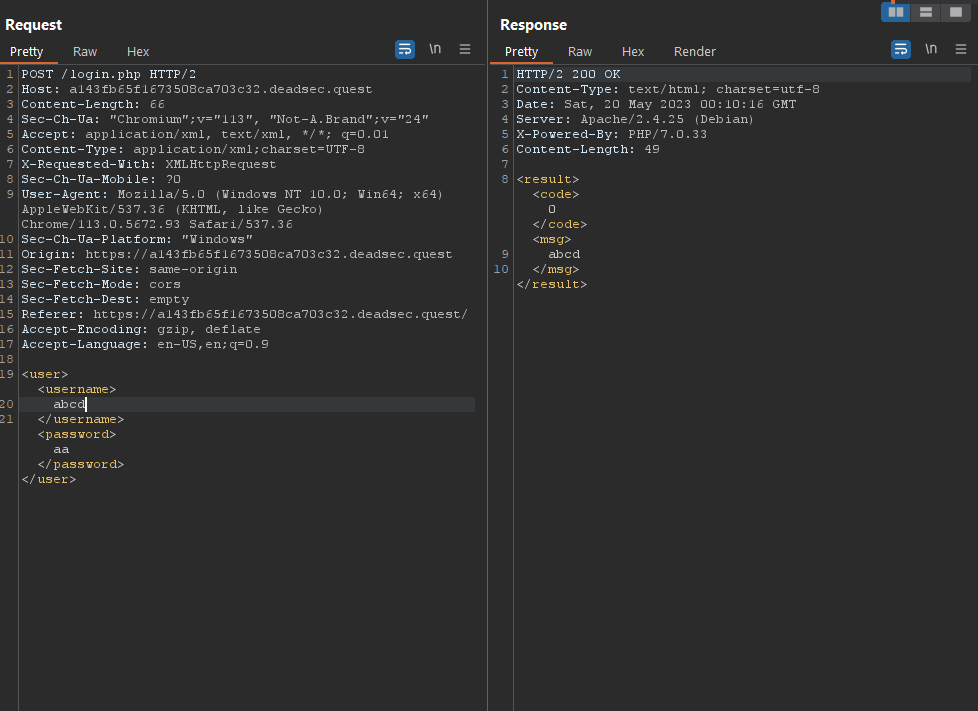 Request
Pretty Raw Hex \n
1 POST /login.php HTTP/2
2 Host: a143fb65f1673508ca703c32.deadsec.quest
3 Content-Length: 66
4 Sec-Ch-Ua: "Chromium";v="113", "Not-A.Brand";v="24"
5 Accept: application/xml, text/xml, */*; q=0.01
6 Content-Type: application/xml;charset=UTF-8
7 X-Requested-With: XMLHttpRequest
8 Sec-Ch-Ua-Mobile: ?0
9 User-Agent: Mozilla/5.0 (Windows NT 10.0; Win64; x64)
AppleWebKit/537.36 (KHTML, like Gecko)
Chrome/113.0.5672.93 Safari/537.36
10 Sec-Ch-Ua-Platform: "Windows"
11 Origin: https://a143fb65f1673508ca703c32.deadsec.quest
12 Sec-Fetch-Site: same-origin
13 Sec-Fetch-Mode: cors
14 Sec-Fetch-Dest: empty
15 Referer: https://a143fb65f1673508ca703c32.deadsec.quest/
16 Accept-Encoding: gzip, deflate
17 Accept-Language: en-US,en;q=0.9
18
19 <user>
<username>
20 abcd
21 </username>
<password>
aa
</password>
</user>
Response
Pretty Raw Hex Render \n
1 HTTP/2 200 OK
2 Content-Type: text/html; charset=utf-8
3 Date: Sat, 20 May 2023 00:10:16 GMT
4 Server: Apache/2.4.25 (Debian)
5 X-Powered-By: PHP/7.0.33
6 Content-Length: 49
7
8 <result>
<code>
0
</code>
<msg>
9 abcd
10 </msg>
</result>